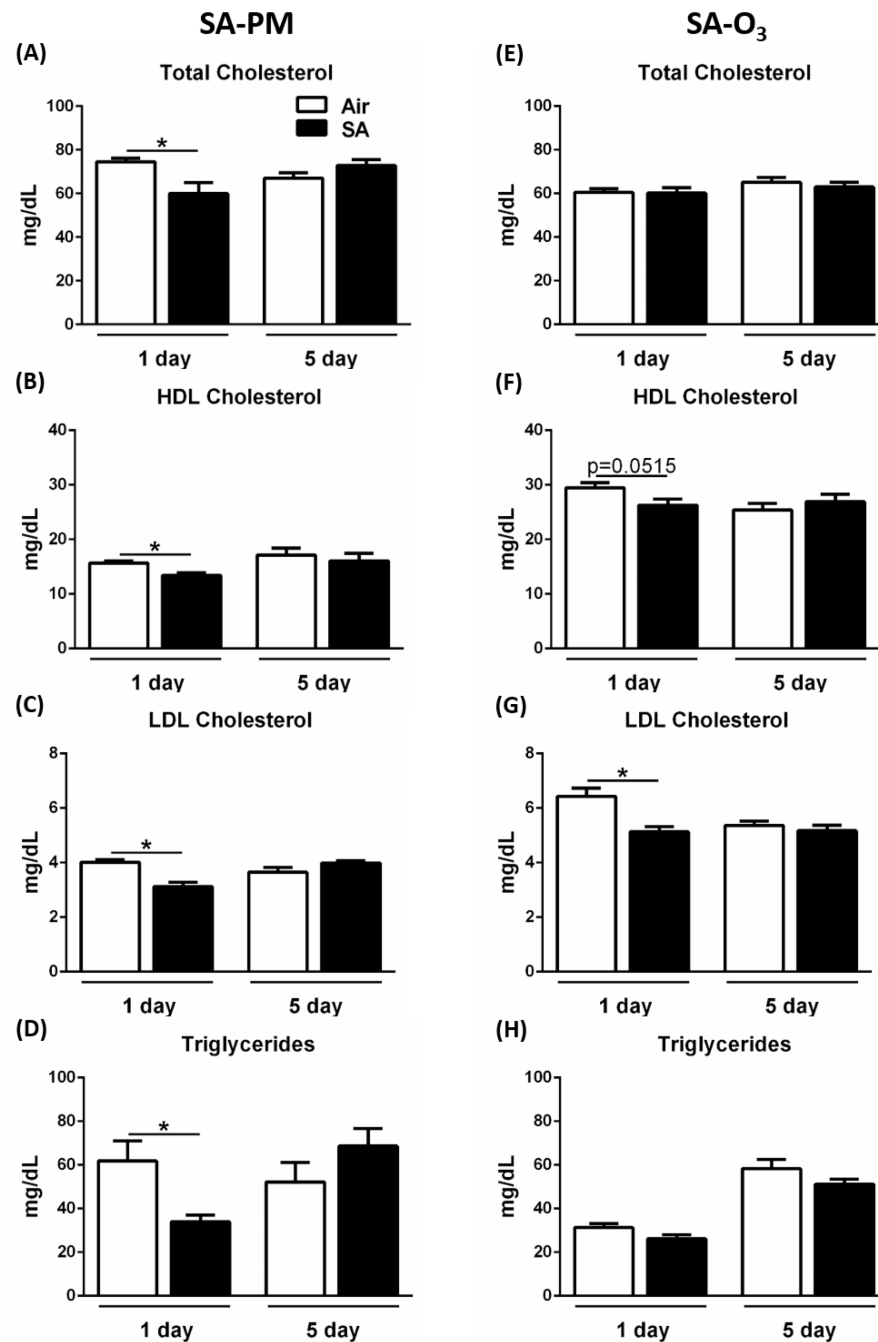 SA-PM
(A)
Total Cholesterol
100
80
60
40
20
0
mg/dL
*
Air
SA
1 day
5 day
(B)
HDL Cholesterol
40
30
20
10
0
mg/dL
*
1 day
5 day
(C)
LDL Cholesterol
8
6
4
2
0
mg/dL
*
1 day
5 day
(D)
Triglycerides
100
80
60
40
20
0
mg/dL
*
1 day
5 day
SA-O₃
(E)
Total Cholesterol
100
80
60
40
20
0
mg/dL
1 day
5 day
(F)
HDL Cholesterol
40
30
20
10
0
mg/dL
p=0.0515
1 day
5 day
(G)
LDL Cholesterol
8
6
4
2
0
mg/dL
*
1 day
5 day
(H)
Triglycerides
100
80
60
40
20
0
mg/dL
1 day
5 day